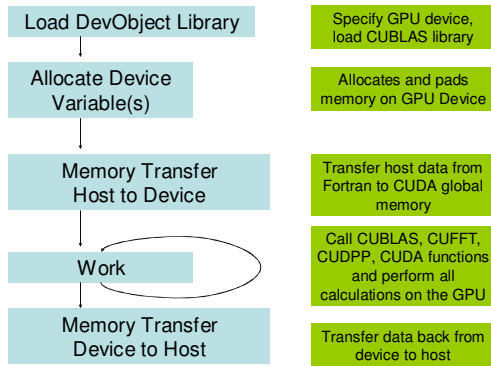 Load DevObject Library
Specify GPU device,
load CUBLAS library
Allocate Device
Variable(s)
Allocates and pads
memory on GPU Device
Memory Transfer
Host to Device
Transfer host data from
Fortran to CUDA global
memory
Work
Call CUBLAS, CUFFT,
CUDPP, CUDA functions
and perform all
calculations on the GPU
Memory Transfer
Device to Host
Transfer data back from
device to host